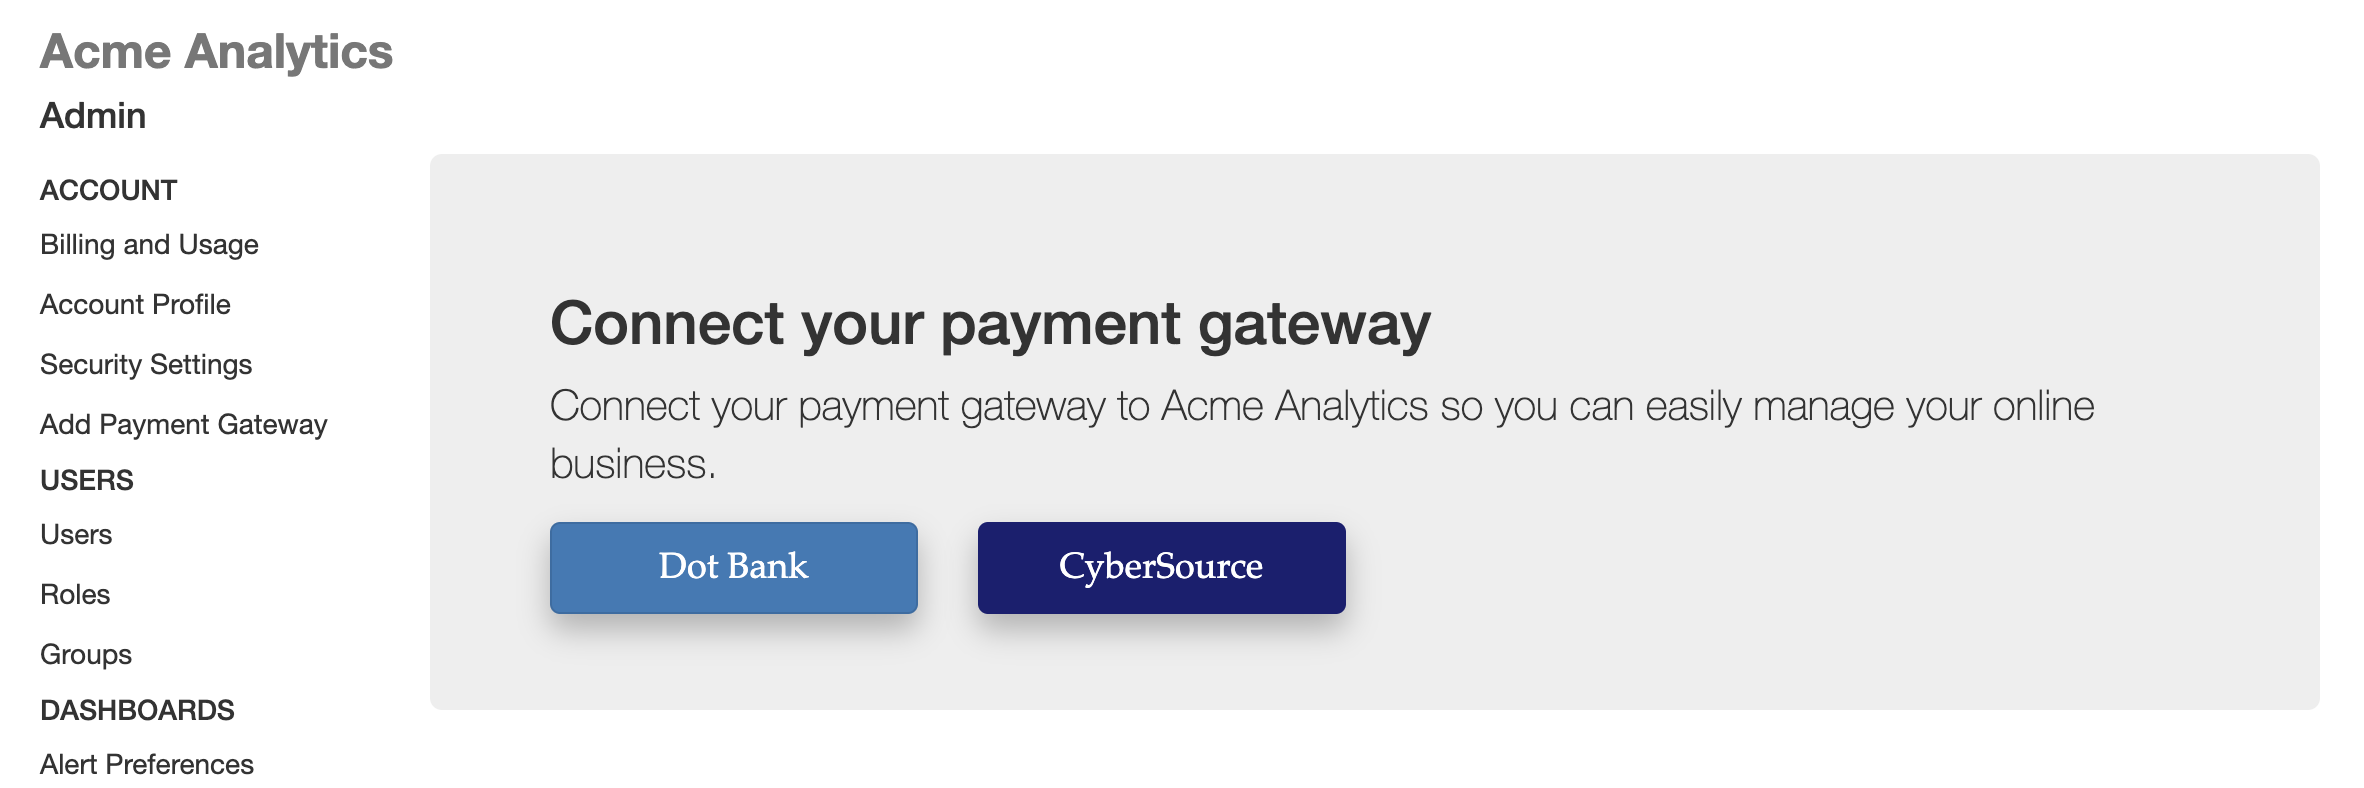 Acme Analytics
Admin
ACCOUNT
Billing and Usage
Account Profile
Security Settings
Add Payment Gateway
USERS
Users
Roles
Groups
DASHBOARDS
Alert Preferences
Connect your payment gateway
Connect your payment gateway to Acme Analytics so you can easily manage your online
business.
Dot Bank
CyberSource